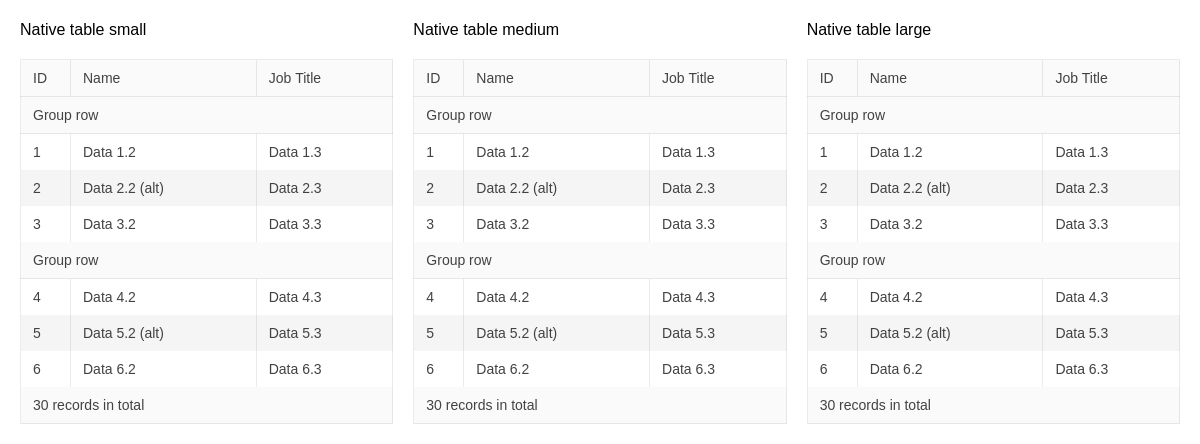 Native table small
ID Name Job Title
Group row
1 Data 1.2 Data 1.3
2 Data 2.2 (alt) Data 2.3
3 Data 3.2 Data 3.3
Group row
4 Data 4.2 Data 4.3
5 Data 5.2 (alt) Data 5.3
6 Data 6.2 Data 6.3
30 records in total
Native table medium
ID Name Job Title
Group row
1 Data 1.2 Data 1.3
2 Data 2.2 (alt) Data 2.3
3 Data 3.2 Data 3.3
Group row
4 Data 4.2 Data 4.3
5 Data 5.2 (alt) Data 5.3
6 Data 6.2 Data 6.3
30 records in total
Native table large
ID Name Job Title
Group row
1 Data 1.2 Data 1.3
2 Data 2.2 (alt) Data 2.3
3 Data 3.2 Data 3.3
Group row
4 Data 4.2 Data 4.3
5 Data 5.2 (alt) Data 5.3
6 Data 6.2 Data 6.3
30 records in total